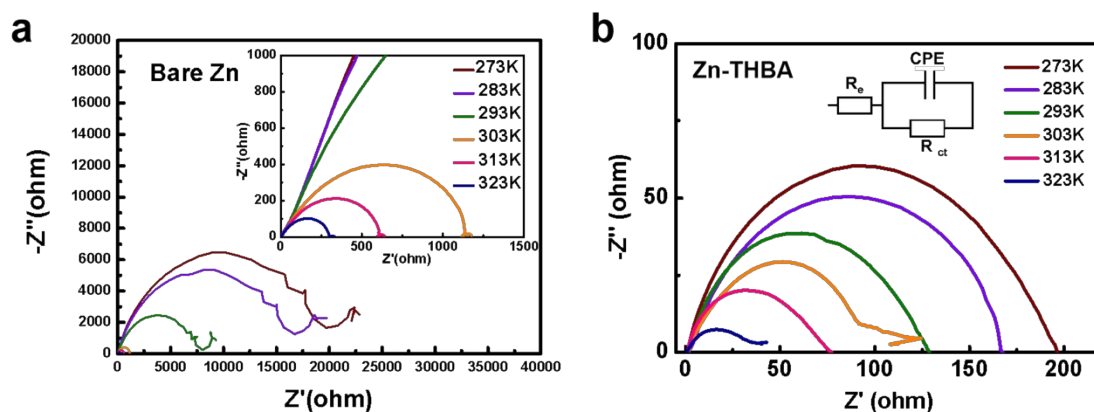 a
Bare Zn
273K
283K
293K
303K
313K
323K
-Z''(ohm)
20000
18000
16000
14000
12000
10000
8000
6000
4000
2000
0
0
5000
10000
15000
20000
25000
30000
35000
40000
Z'(ohm)
-Z''(ohm)
1000
800
600
400
200
0
0
500
1000
1500
Z'(ohm)
b
Zn-THBA
CPE
Re
R ct
273K
283K
293K
303K
313K
323K
-Z'' (ohm)
100
50
0
0
50
100
150
200
Z' (ohm)